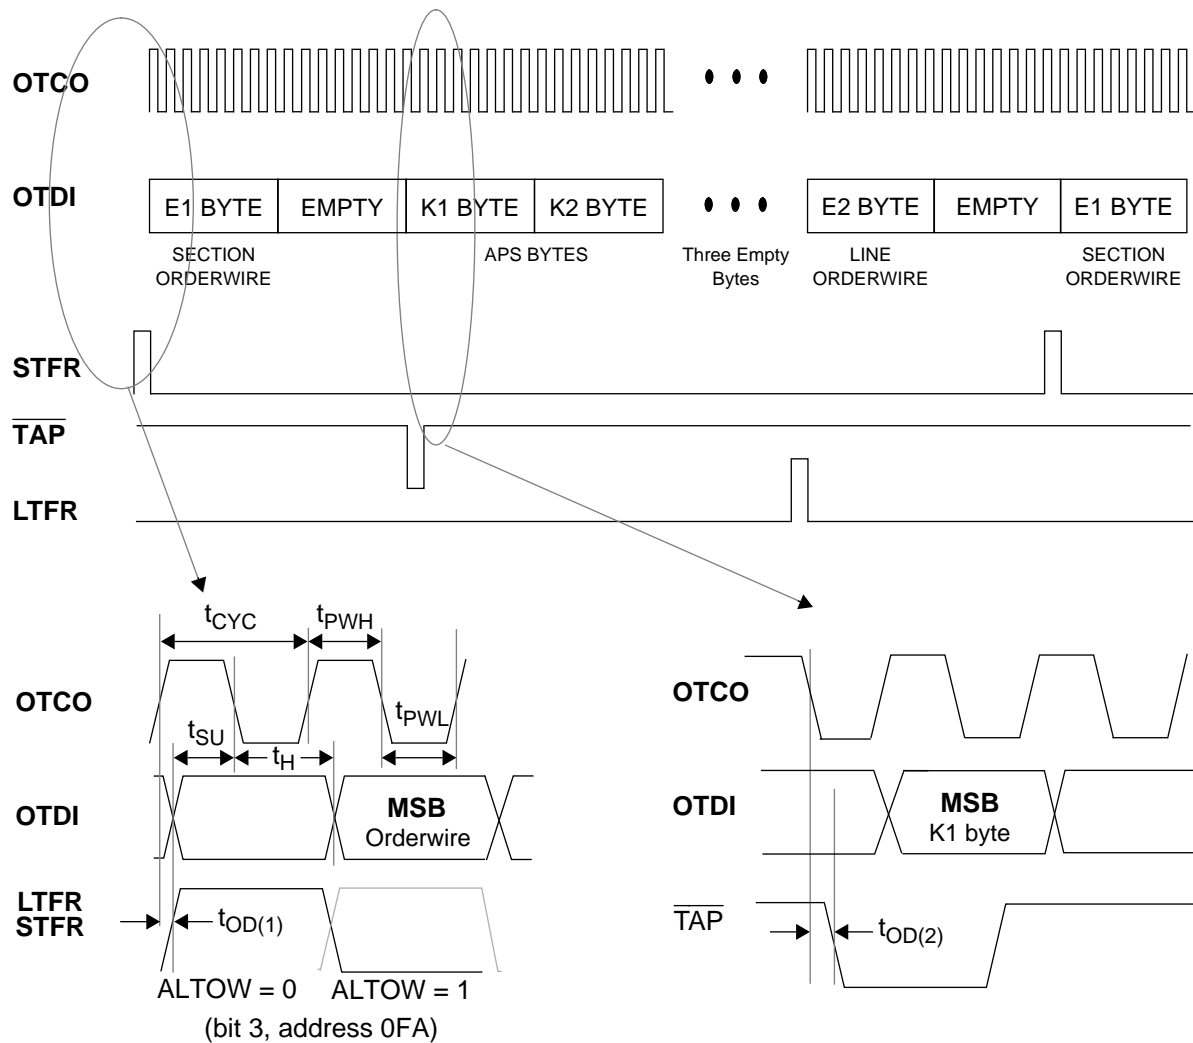 OTCO
OTDI
E1 BYTE EMPTY K1 BYTE K2 BYTE E2 BYTE EMPTY E1 BYTE
SECTION ORDERWIRE
APS BYTES
Three Empty Bytes
LINE ORDERWIRE
SECTION ORDERWIRE
STFR
TAP
LTFR
tCYC tPWH
OTCO
tPWL
tSU
tH
OTDI
MSB
Orderwire
LTFR
STFR
tOD(1)
ALTOW = 0 ALTOW = 1
(bit 3, address 0FA)
OTCO
OTDI
MSB
K1 byte
TAP
tOD(2)